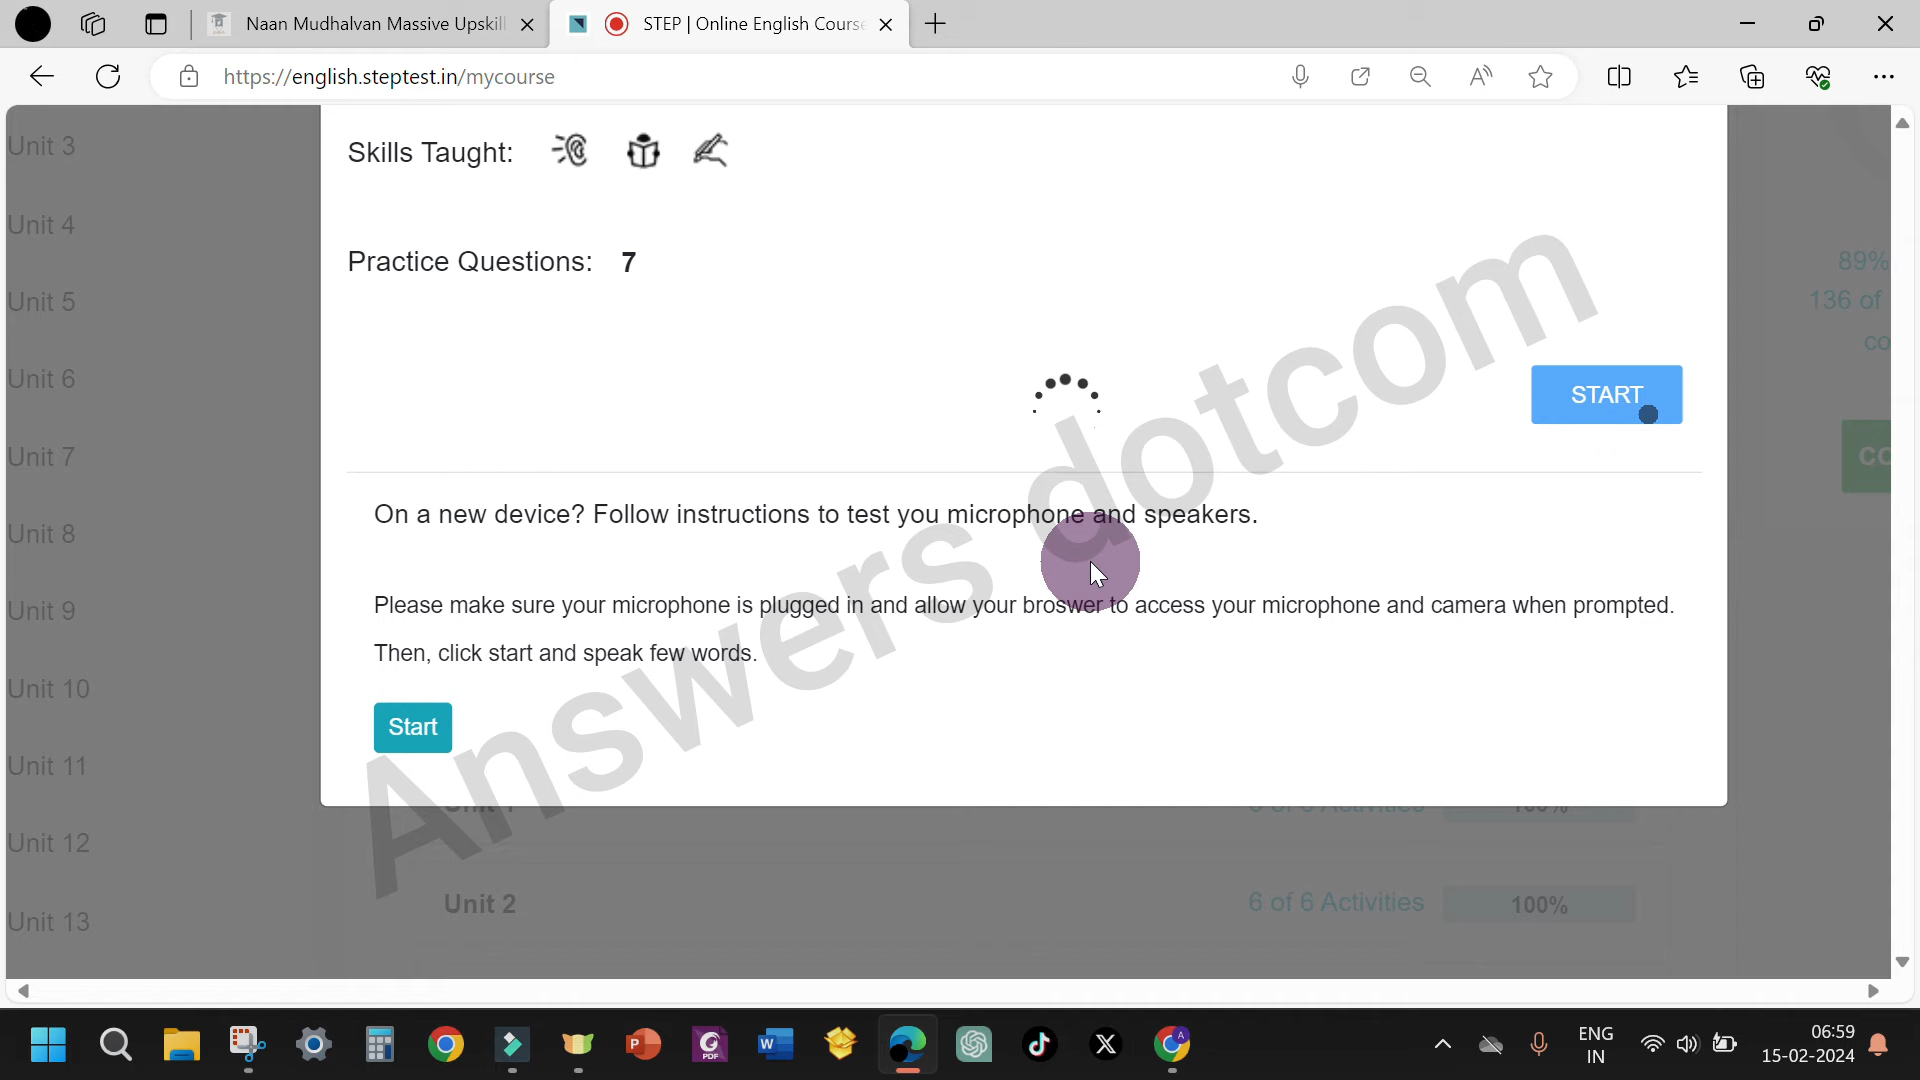 Naan Mudhalvan Massive Upskil
STEP | Online English Course
https://english.steptest.in/mycourse
Unit 3
Unit 4
Unit 5
Unit 6
Unit 7
Unit 8
Unit 9
Unit 10
Unit 11
Unit 12
Unit 13
Skills Taught:
Practice Questions: 7
START
89%
136 of
co
CO
On a new device? Follow instructions to test you microphone and speakers.
Please make sure your microphone is plugged in and allow your broswer to access your microphone and camera when prompted.
Then, click start and speak few words.
Start
Answers dotcom
Unit 2 6 of 6 Activities 100%
ENG
IN
06:59
15-02-2024